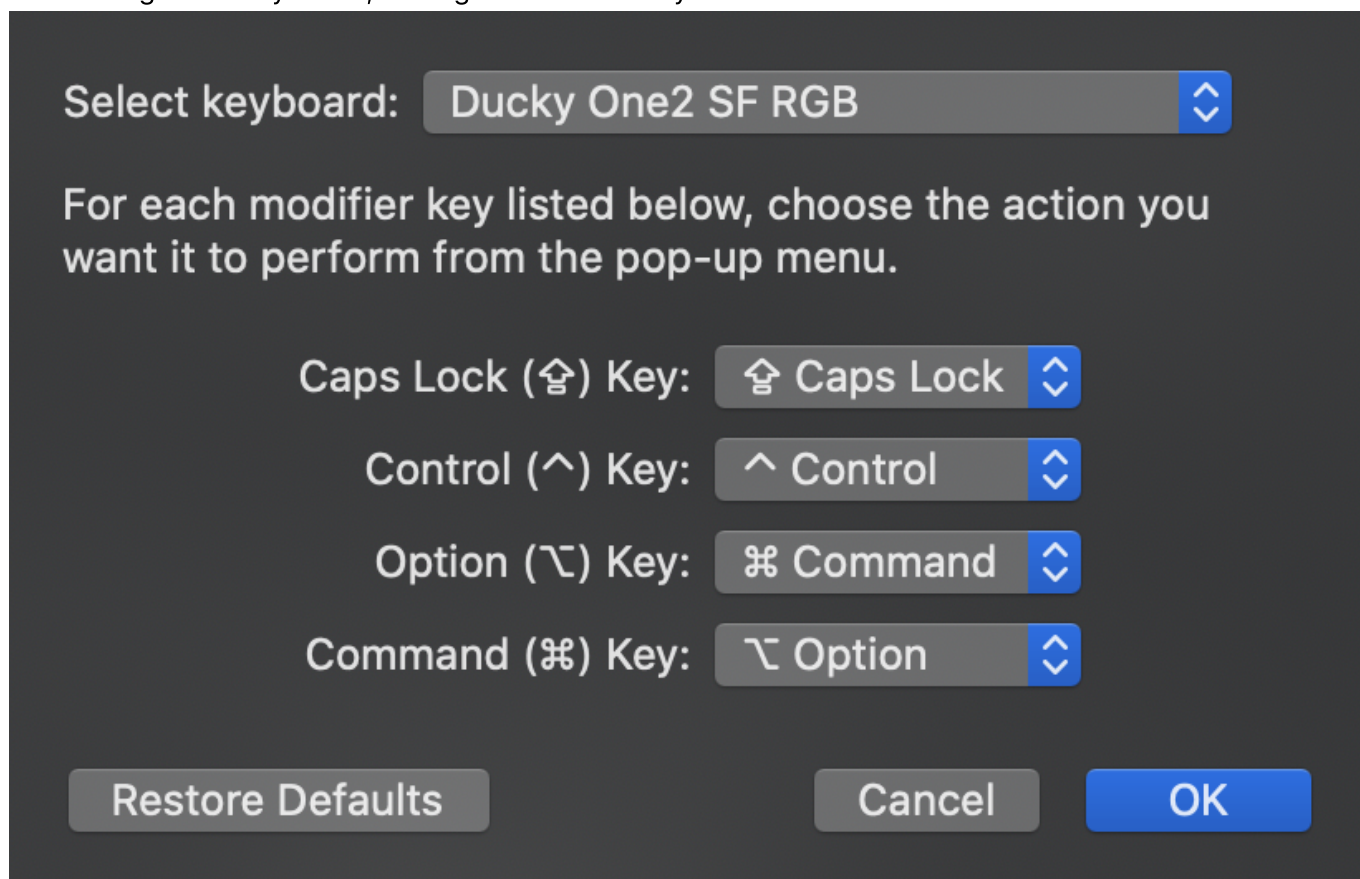 Select keyboard: Ducky One2 SF RGB
For each modifier key listed below, choose the action you
want it to perform from the pop-up menu.
Caps Lock (⇪) Key: ⇪ Caps Lock
Control (^) Key: ^ Control
Option (⌥) Key: ⌘ Command
Command (⌘) Key: ⌥ Option
Restore Defaults Cancel OK